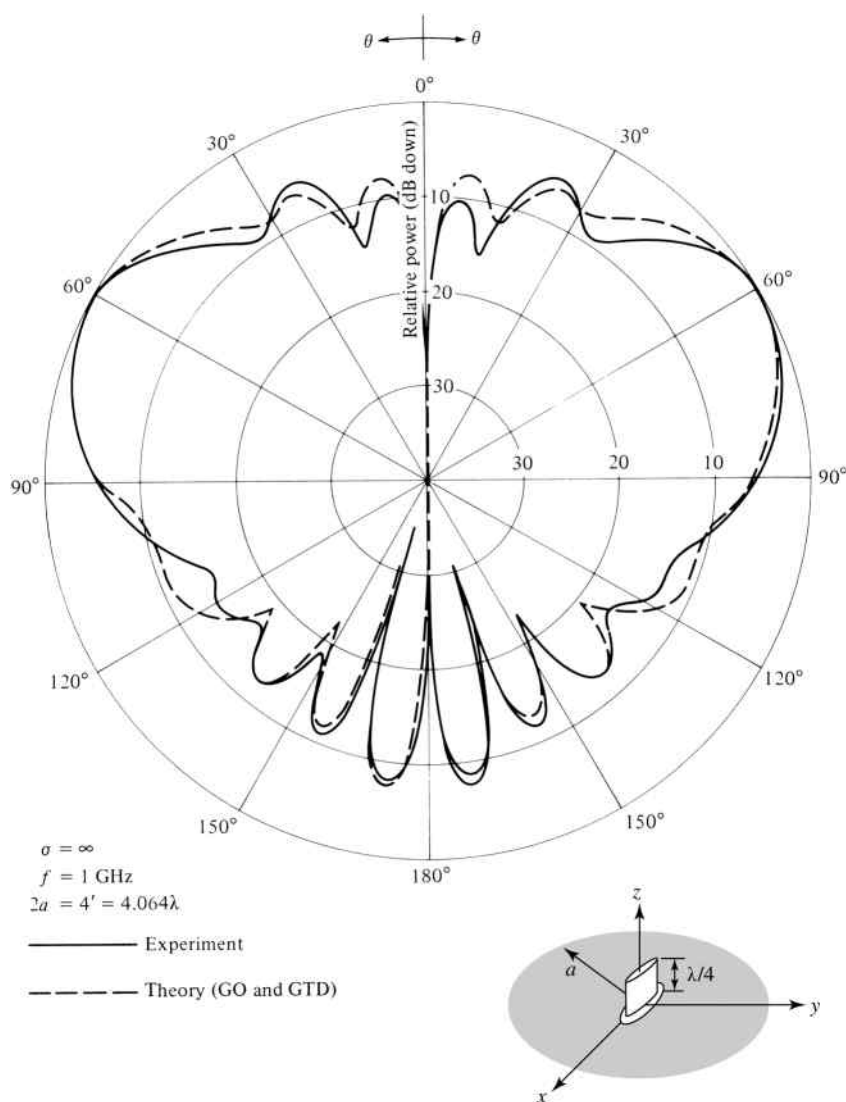 θ θ
0°
30° 30°
Relative power (dB down)
10
60° 60°
20
30
30 20 10
90° 90°
120° 120°
150° 150°
180°
σ = ∞
f = 1 GHz
2a = 4′ = 4.064λ
Experiment
Theory (GO and GTD)
z
a
λ/4
y
x